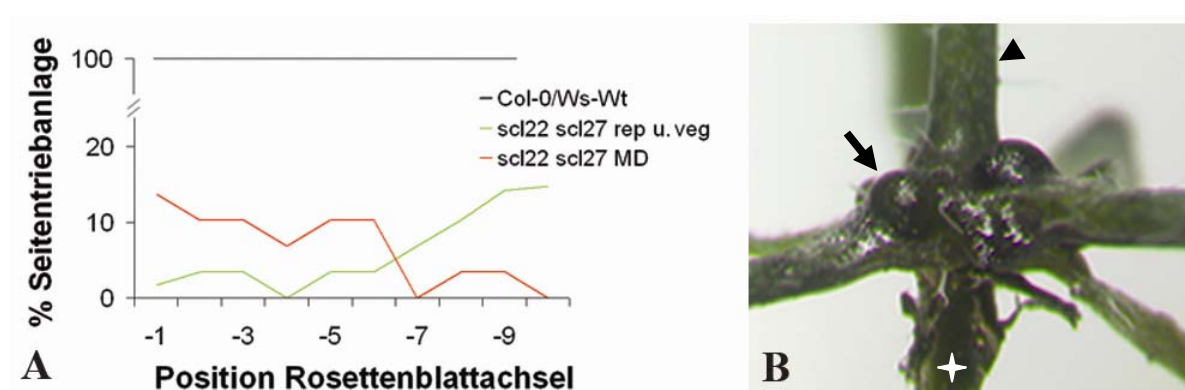 % Seitentriebanlage
100
20
10
0
Col-0/Ws-Wt
scl22 scl27 rep u. veg
scl22 scl27 MD
-1 -3 -5 -7 -9
Position Rosettenblattachsel
A
B